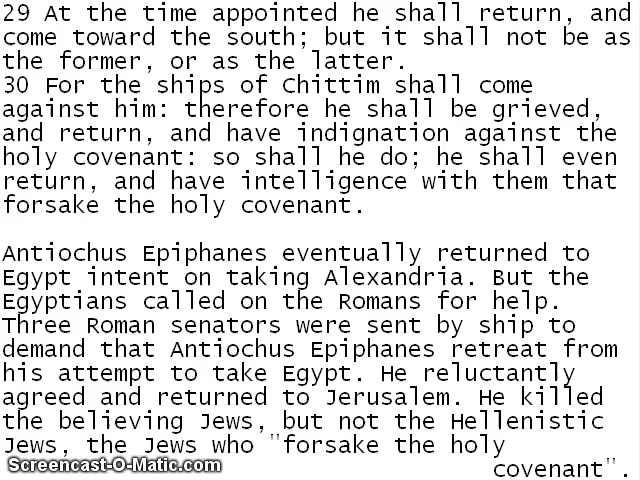 29 At the time appointed he shall return, and
come toward the south; but it shall not be as
the former, or as the latter.
30 For the ships of Chittim shall come
against him: therefore he shall be grieved,
and return, and have indignation against the
holy covenant: so shall he do; he shall even
return, and have intelligence with them that
forsake the holy covenant.
Antiochus Epiphanes eventually returned to
Egypt intent on taking Alexandria. But the
Egyptians called on the Romans for help.
Three Roman senators were sent by ship to
demand that Antiochus Epiphanes retreat from
his attempt to take Egypt. He reluctantly
agreed and returned to Jerusalem. He killed
the believing Jews, but not the Hellenistic
Jews, the Jews who "forsake the holy
covenant".
Screencast-O-Matic.com